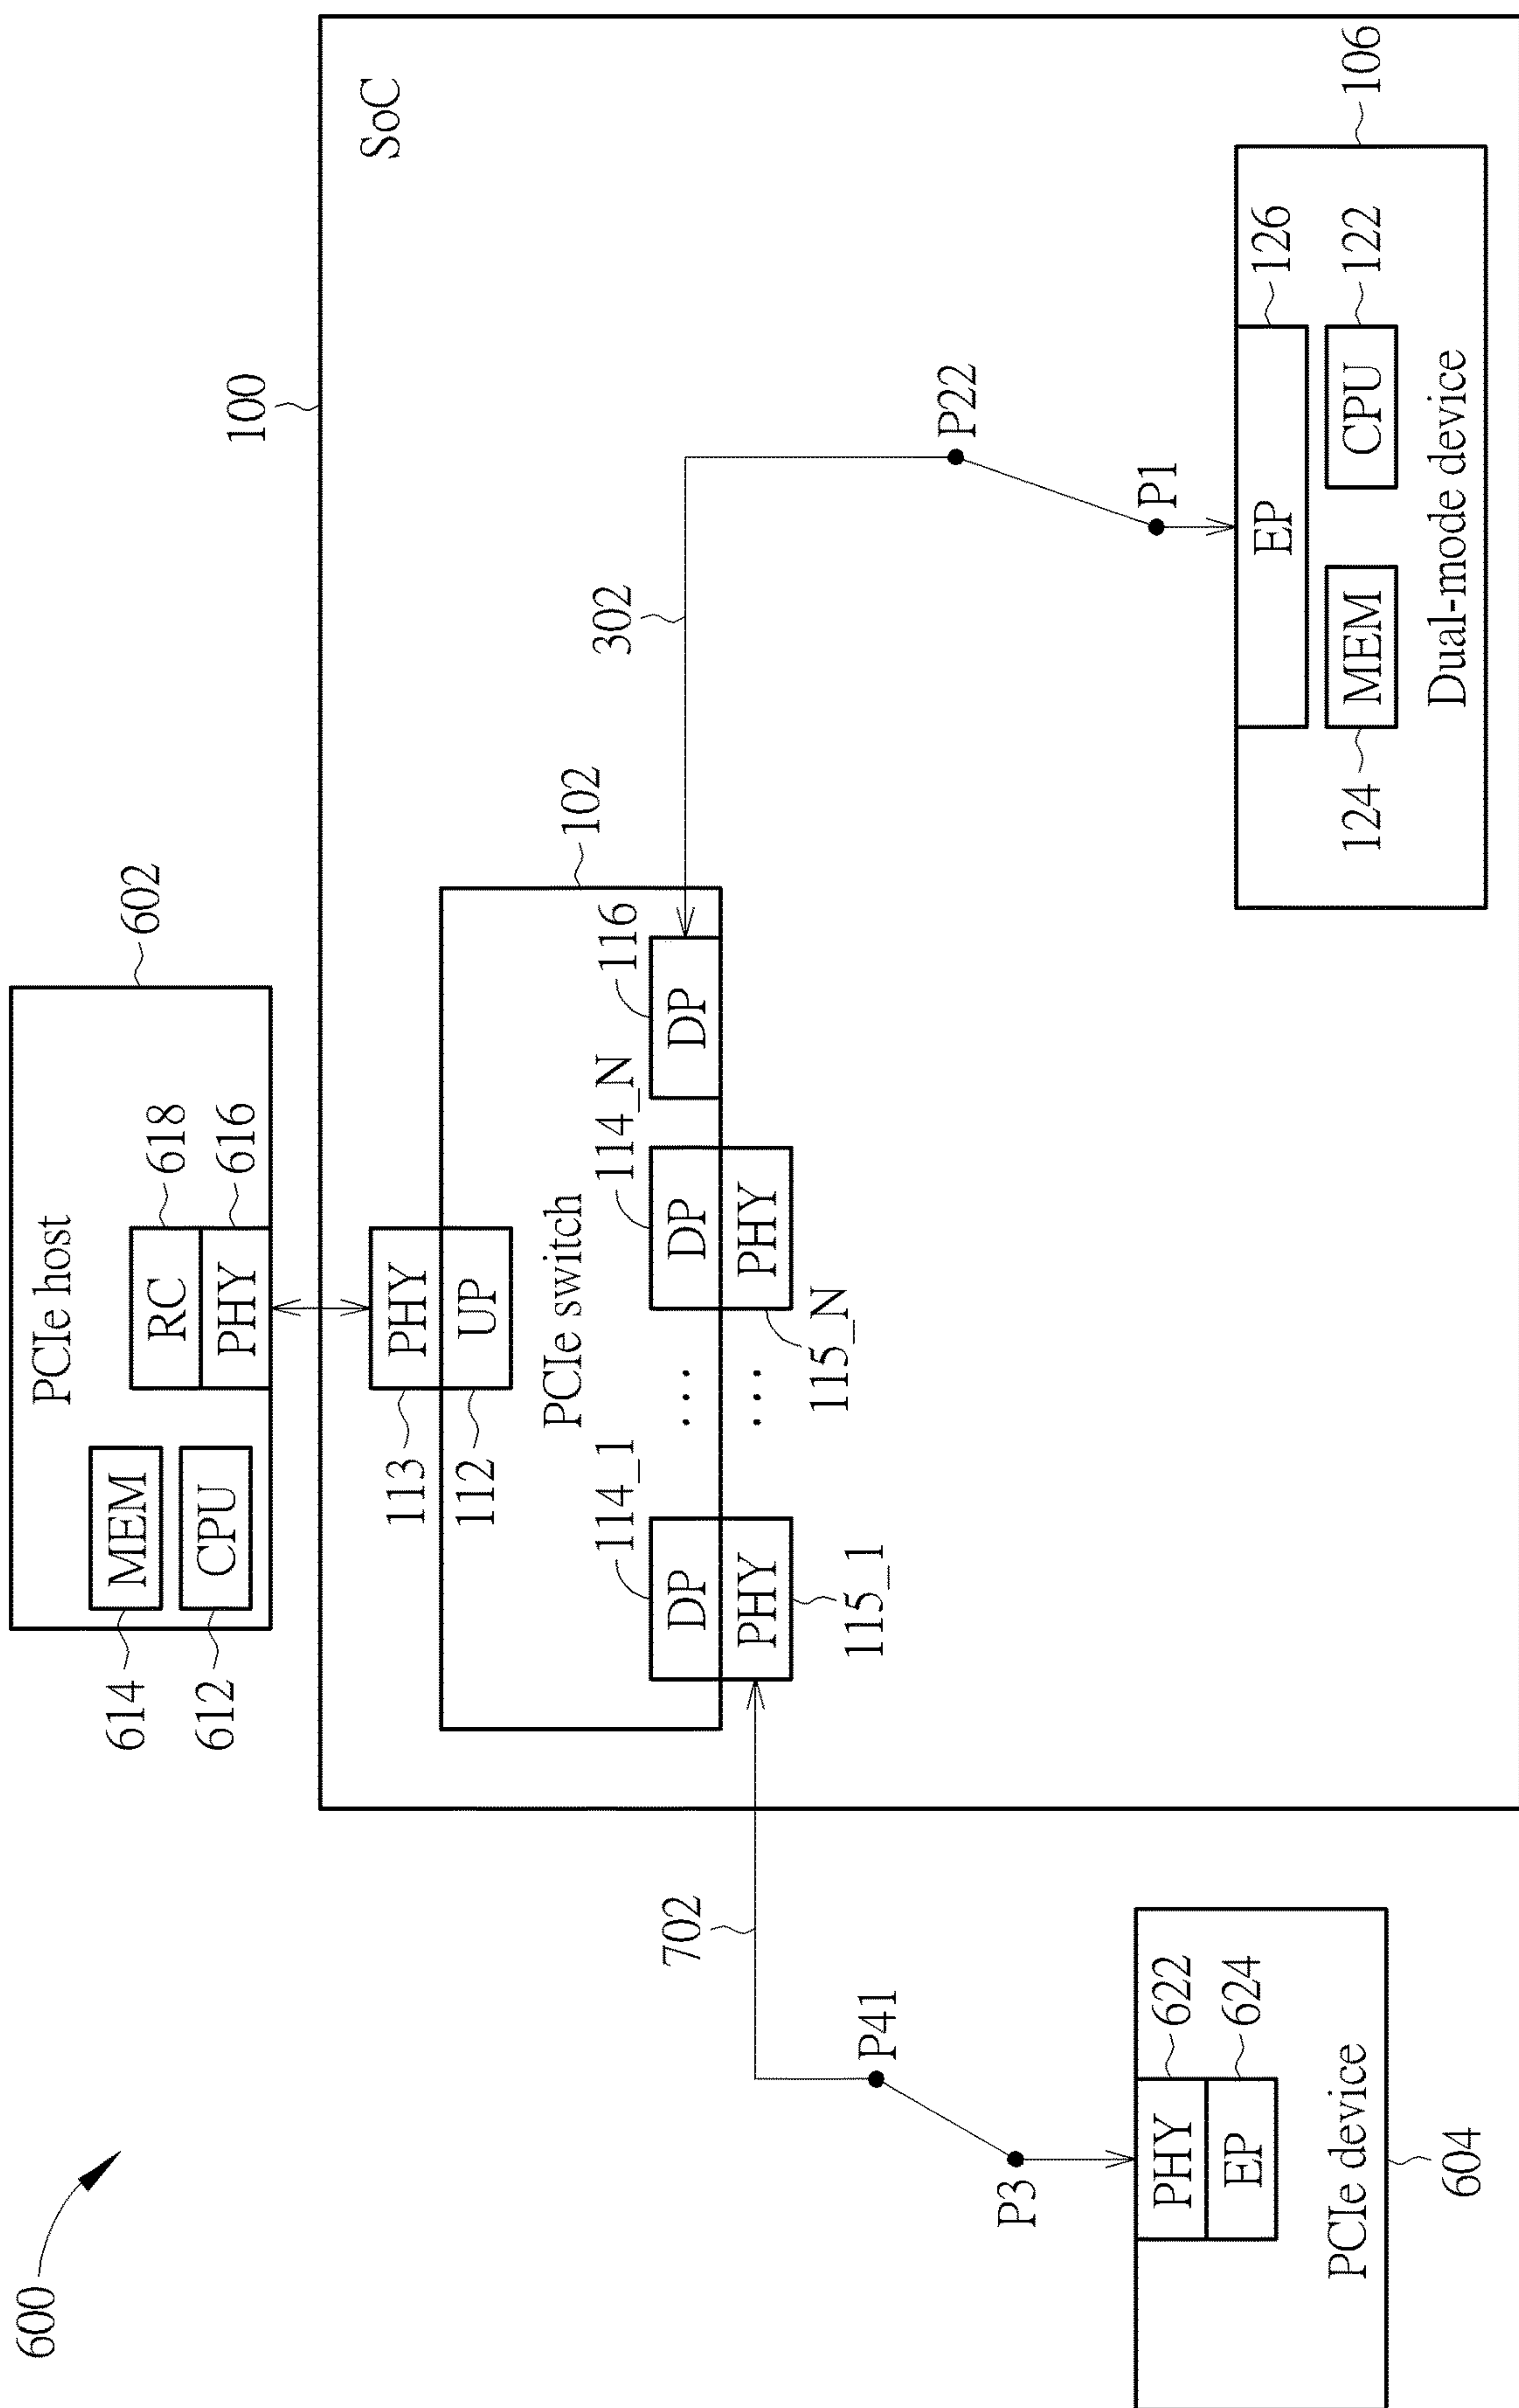 600
PCIe host
602
MEM
614
CPU
612
RC
618
PHY
616
100
SoC
PHY
113
UP
112
PCIe switch
102
DP
114_1
...
DP
114_N
DP
116
PHY
115_1
...
PHY
115_N
302
702
P41
P3
P22
P1
PHY
622
EP
624
PCIe device
604
EP
126
MEM
124
CPU
122
Dual-mode device
106